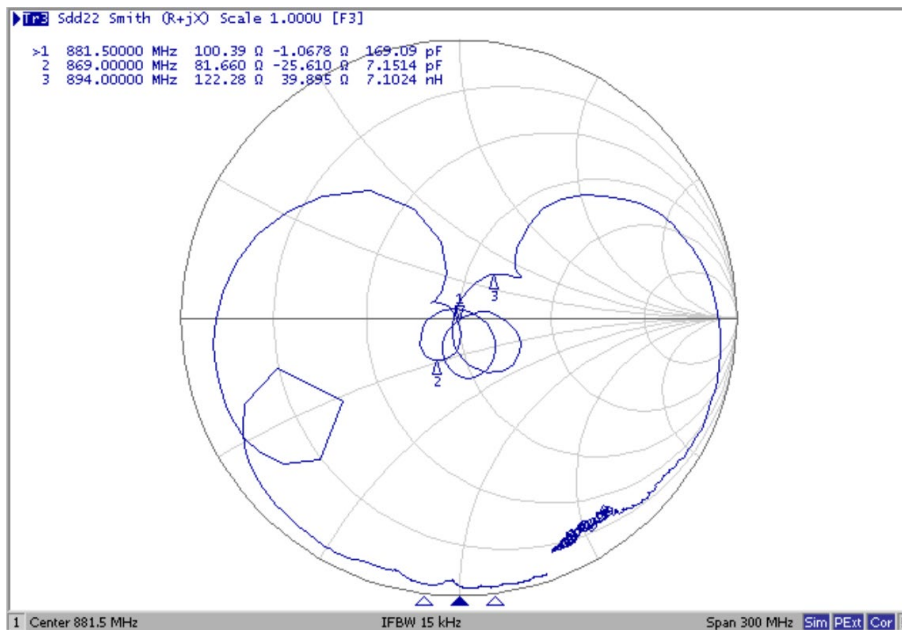 Tr3 Sdd22 Smith (R+jX) Scale 1.000U [F3]
>1 881.50000 MHz 100.39 Ω -1.0678 Ω 169.09 pF
2 869.00000 MHz 81.660 Ω -25.610 Ω 7.1514 pF
3 894.00000 MHz 122.28 Ω 39.895 Ω 7.1024 nH
1
3
2
1 Center 881.5 MHz IFBW 15 kHz Span 300 MHz Sim PExt Cor